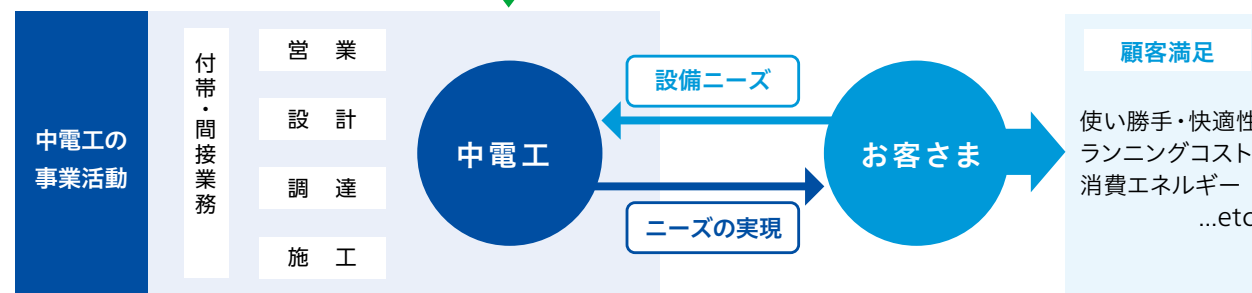 中電工の
事業活動
付帯・間接業務
営業
設計
調達
施工
中電工
設備ニーズ
ニーズの実現
お客さま
顧客満足
使い勝手・快適性
ランニングコスト
消費エネルギー
…etc